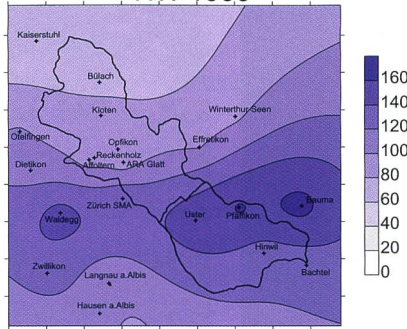 Kaiserstuhl
Bülach
Kloten
Winterthur-Seen
Otelfingen
Opfikon
Effretikon
Reckenholz
Affoltern
ARA Glatt
Dietikon
Zürich SMA
Bauma
Waldegg
Uster
Pfäffikon
Hinwil
Zwillikon
Langnau a.Albis
Bachtel
Hausen a.Albis
160
140
120
100
80
60
40
20
0